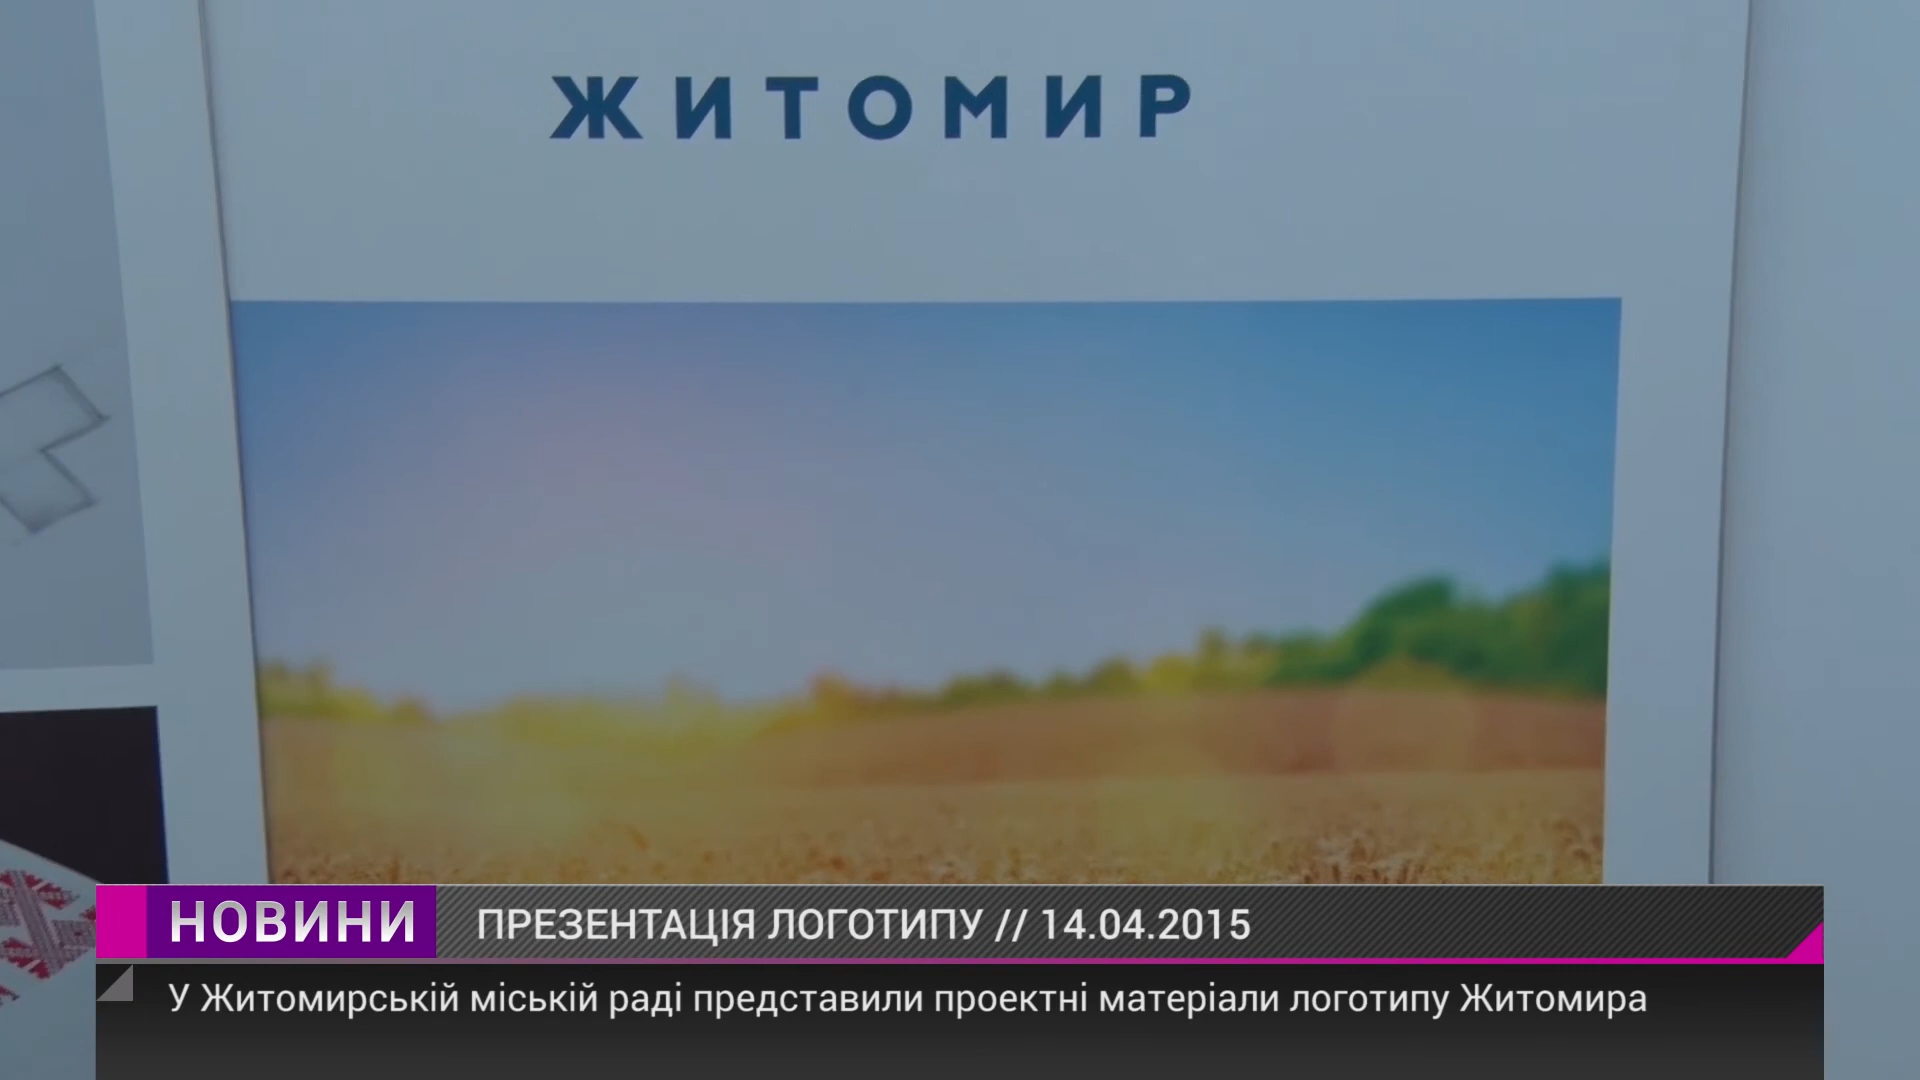 ЖИТОМИР
НОВИНИ
ПРЕЗЕНТАЦІЯ ЛОГОТИПУ // 14.04.2015
У Житомирській міській раді представили проектні матеріали логотипу Житомира